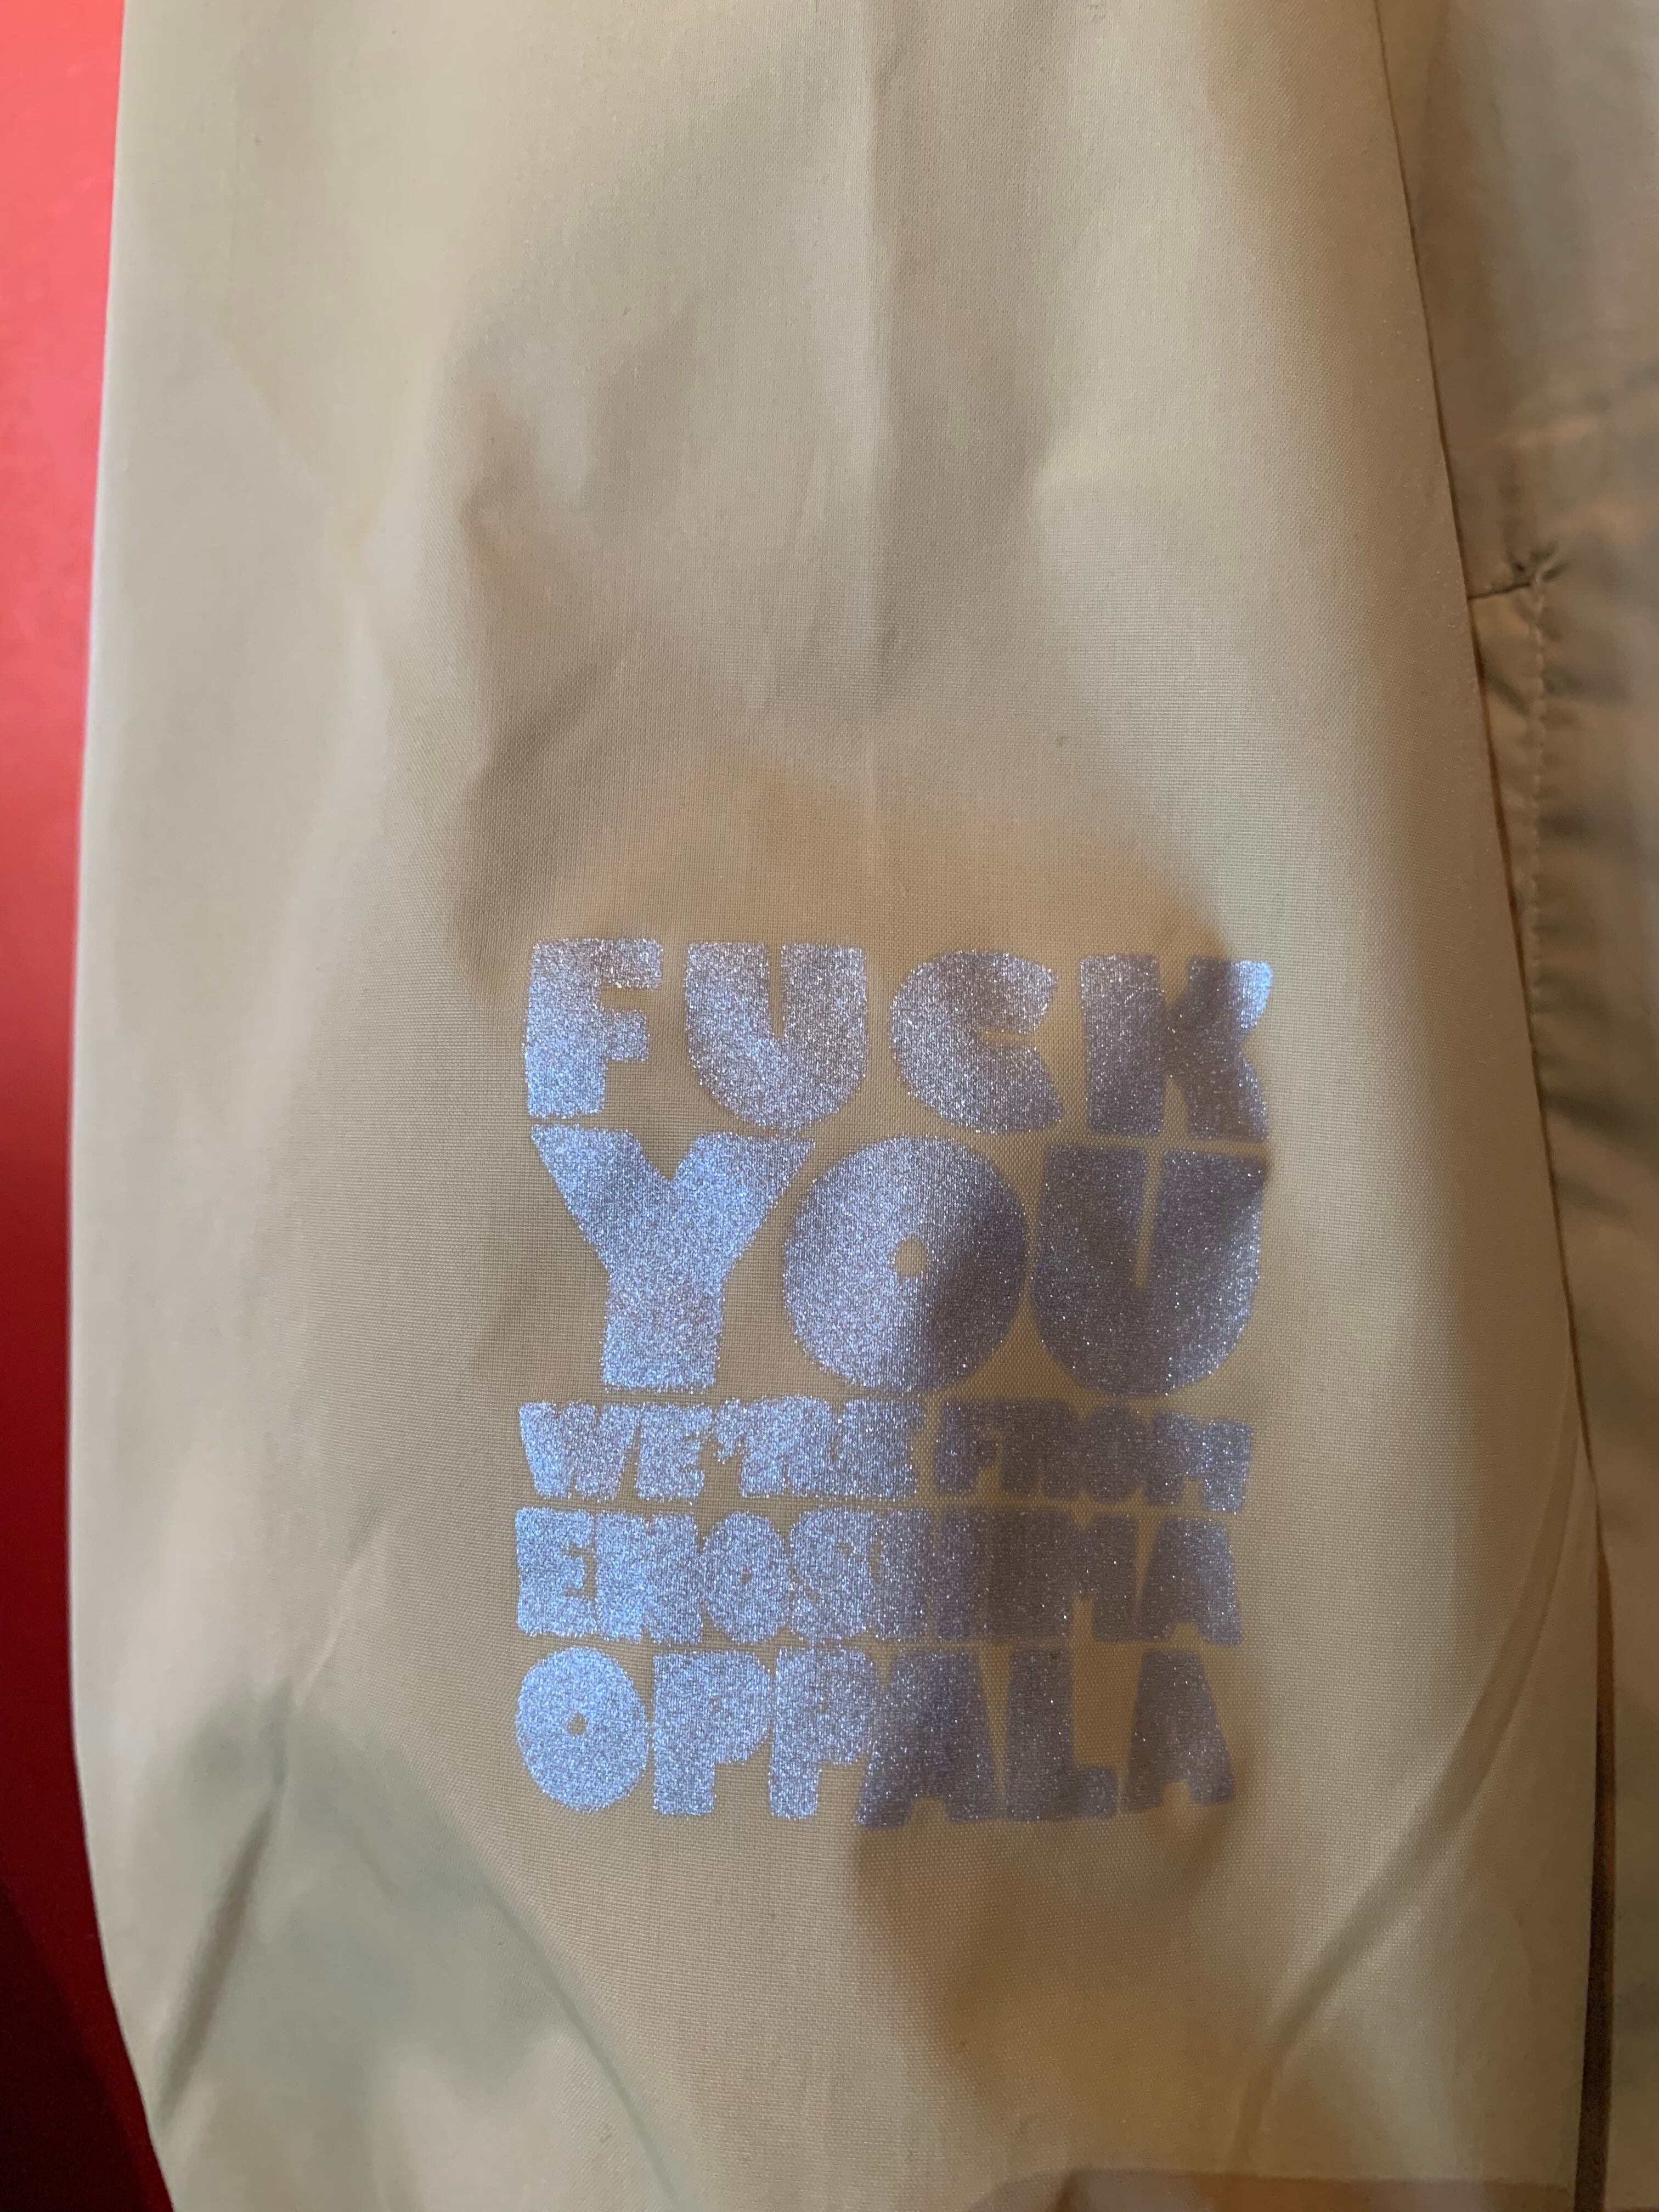 FUCK
YOU
WE'RE FROM
ENOSHIMA
OPPALA